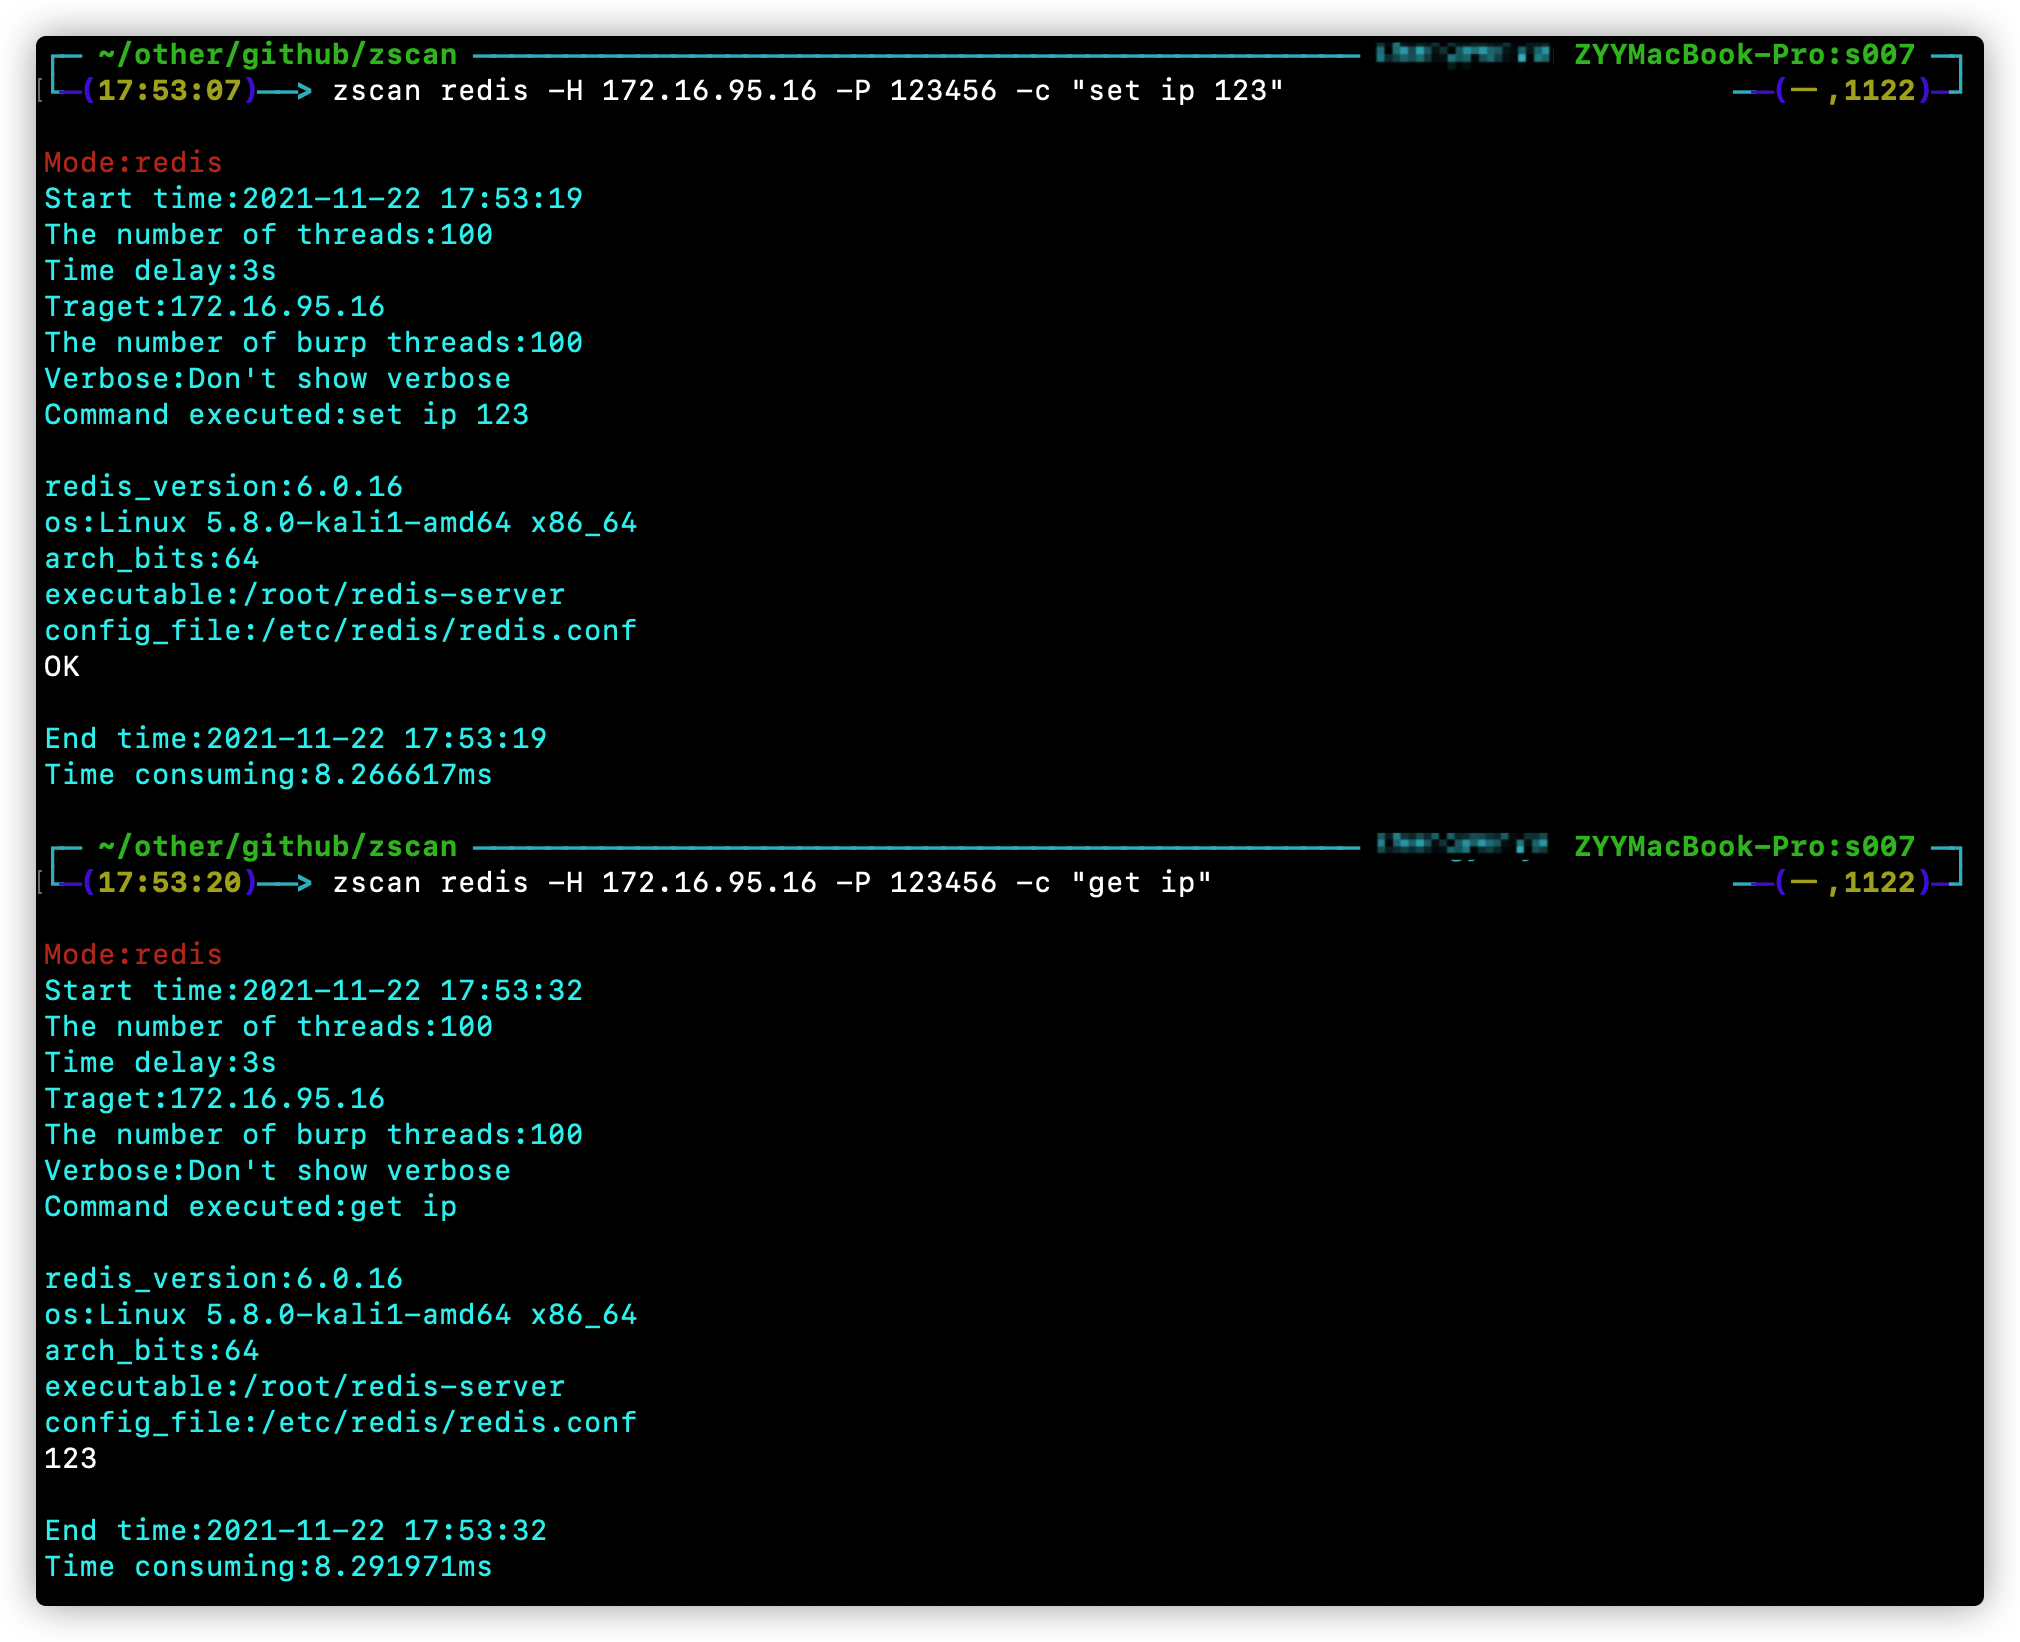 ~/other/github/zscan ZYYMacBook-Pro:s007
(17:53:07)──> zscan redis -H 172.16.95.16 -P 123456 -c "set ip 123" (一,1122)
Mode:redis
Start time:2021-11-22 17:53:19
The number of threads:100
Time delay:3s
Traget:172.16.95.16
The number of burp threads:100
Verbose:Don't show verbose
Command executed:set ip 123
redis_version:6.0.16
os:Linux 5.8.0-kali1-amd64 x86_64
arch_bits:64
executable:/root/redis-server
config_file:/etc/redis/redis.conf
OK
End time:2021-11-22 17:53:19
Time consuming:8.266617ms
~/other/github/zscan ZYYMacBook-Pro:s007
(17:53:20)──> zscan redis -H 172.16.95.16 -P 123456 -c "get ip" (一,1122)
Mode:redis
Start time:2021-11-22 17:53:32
The number of threads:100
Time delay:3s
Traget:172.16.95.16
The number of burp threads:100
Verbose:Don't show verbose
Command executed:get ip
redis_version:6.0.16
os:Linux 5.8.0-kali1-amd64 x86_64
arch_bits:64
executable:/root/redis-server
config_file:/etc/redis/redis.conf
123
End time:2021-11-22 17:53:32
Time consuming:8.291971ms